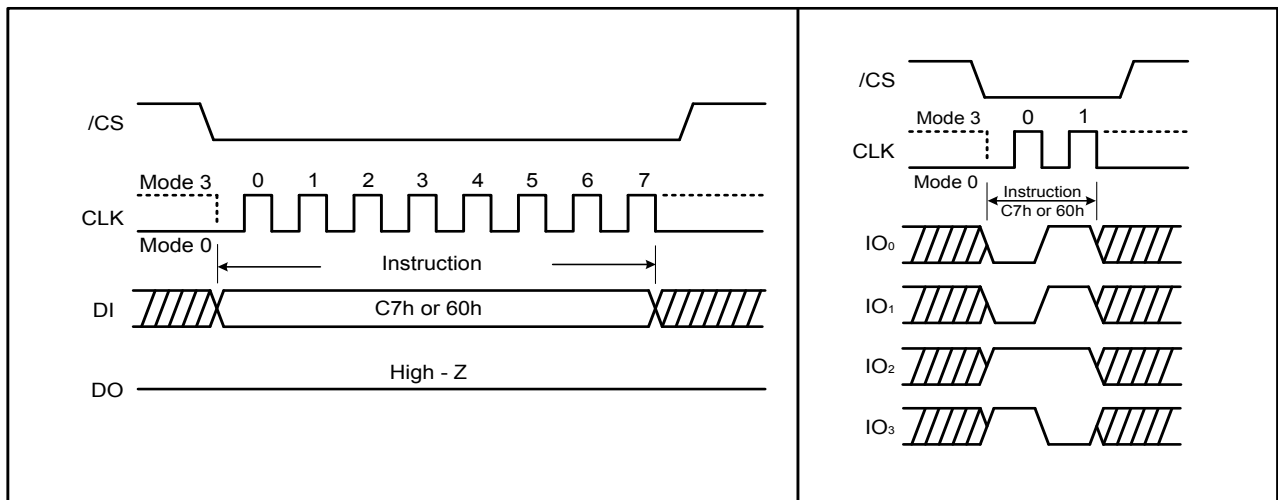 /CS
Mode 3
0 1 2 3 4 5 6 7
CLK
Mode 0
Instruction
DI
C7h or 60h
High - Z
DO
/CS
Mode 3
0 1
CLK
Mode 0
Instruction
C7h or 60h
IO₀
IO₁
IO₂
IO₃